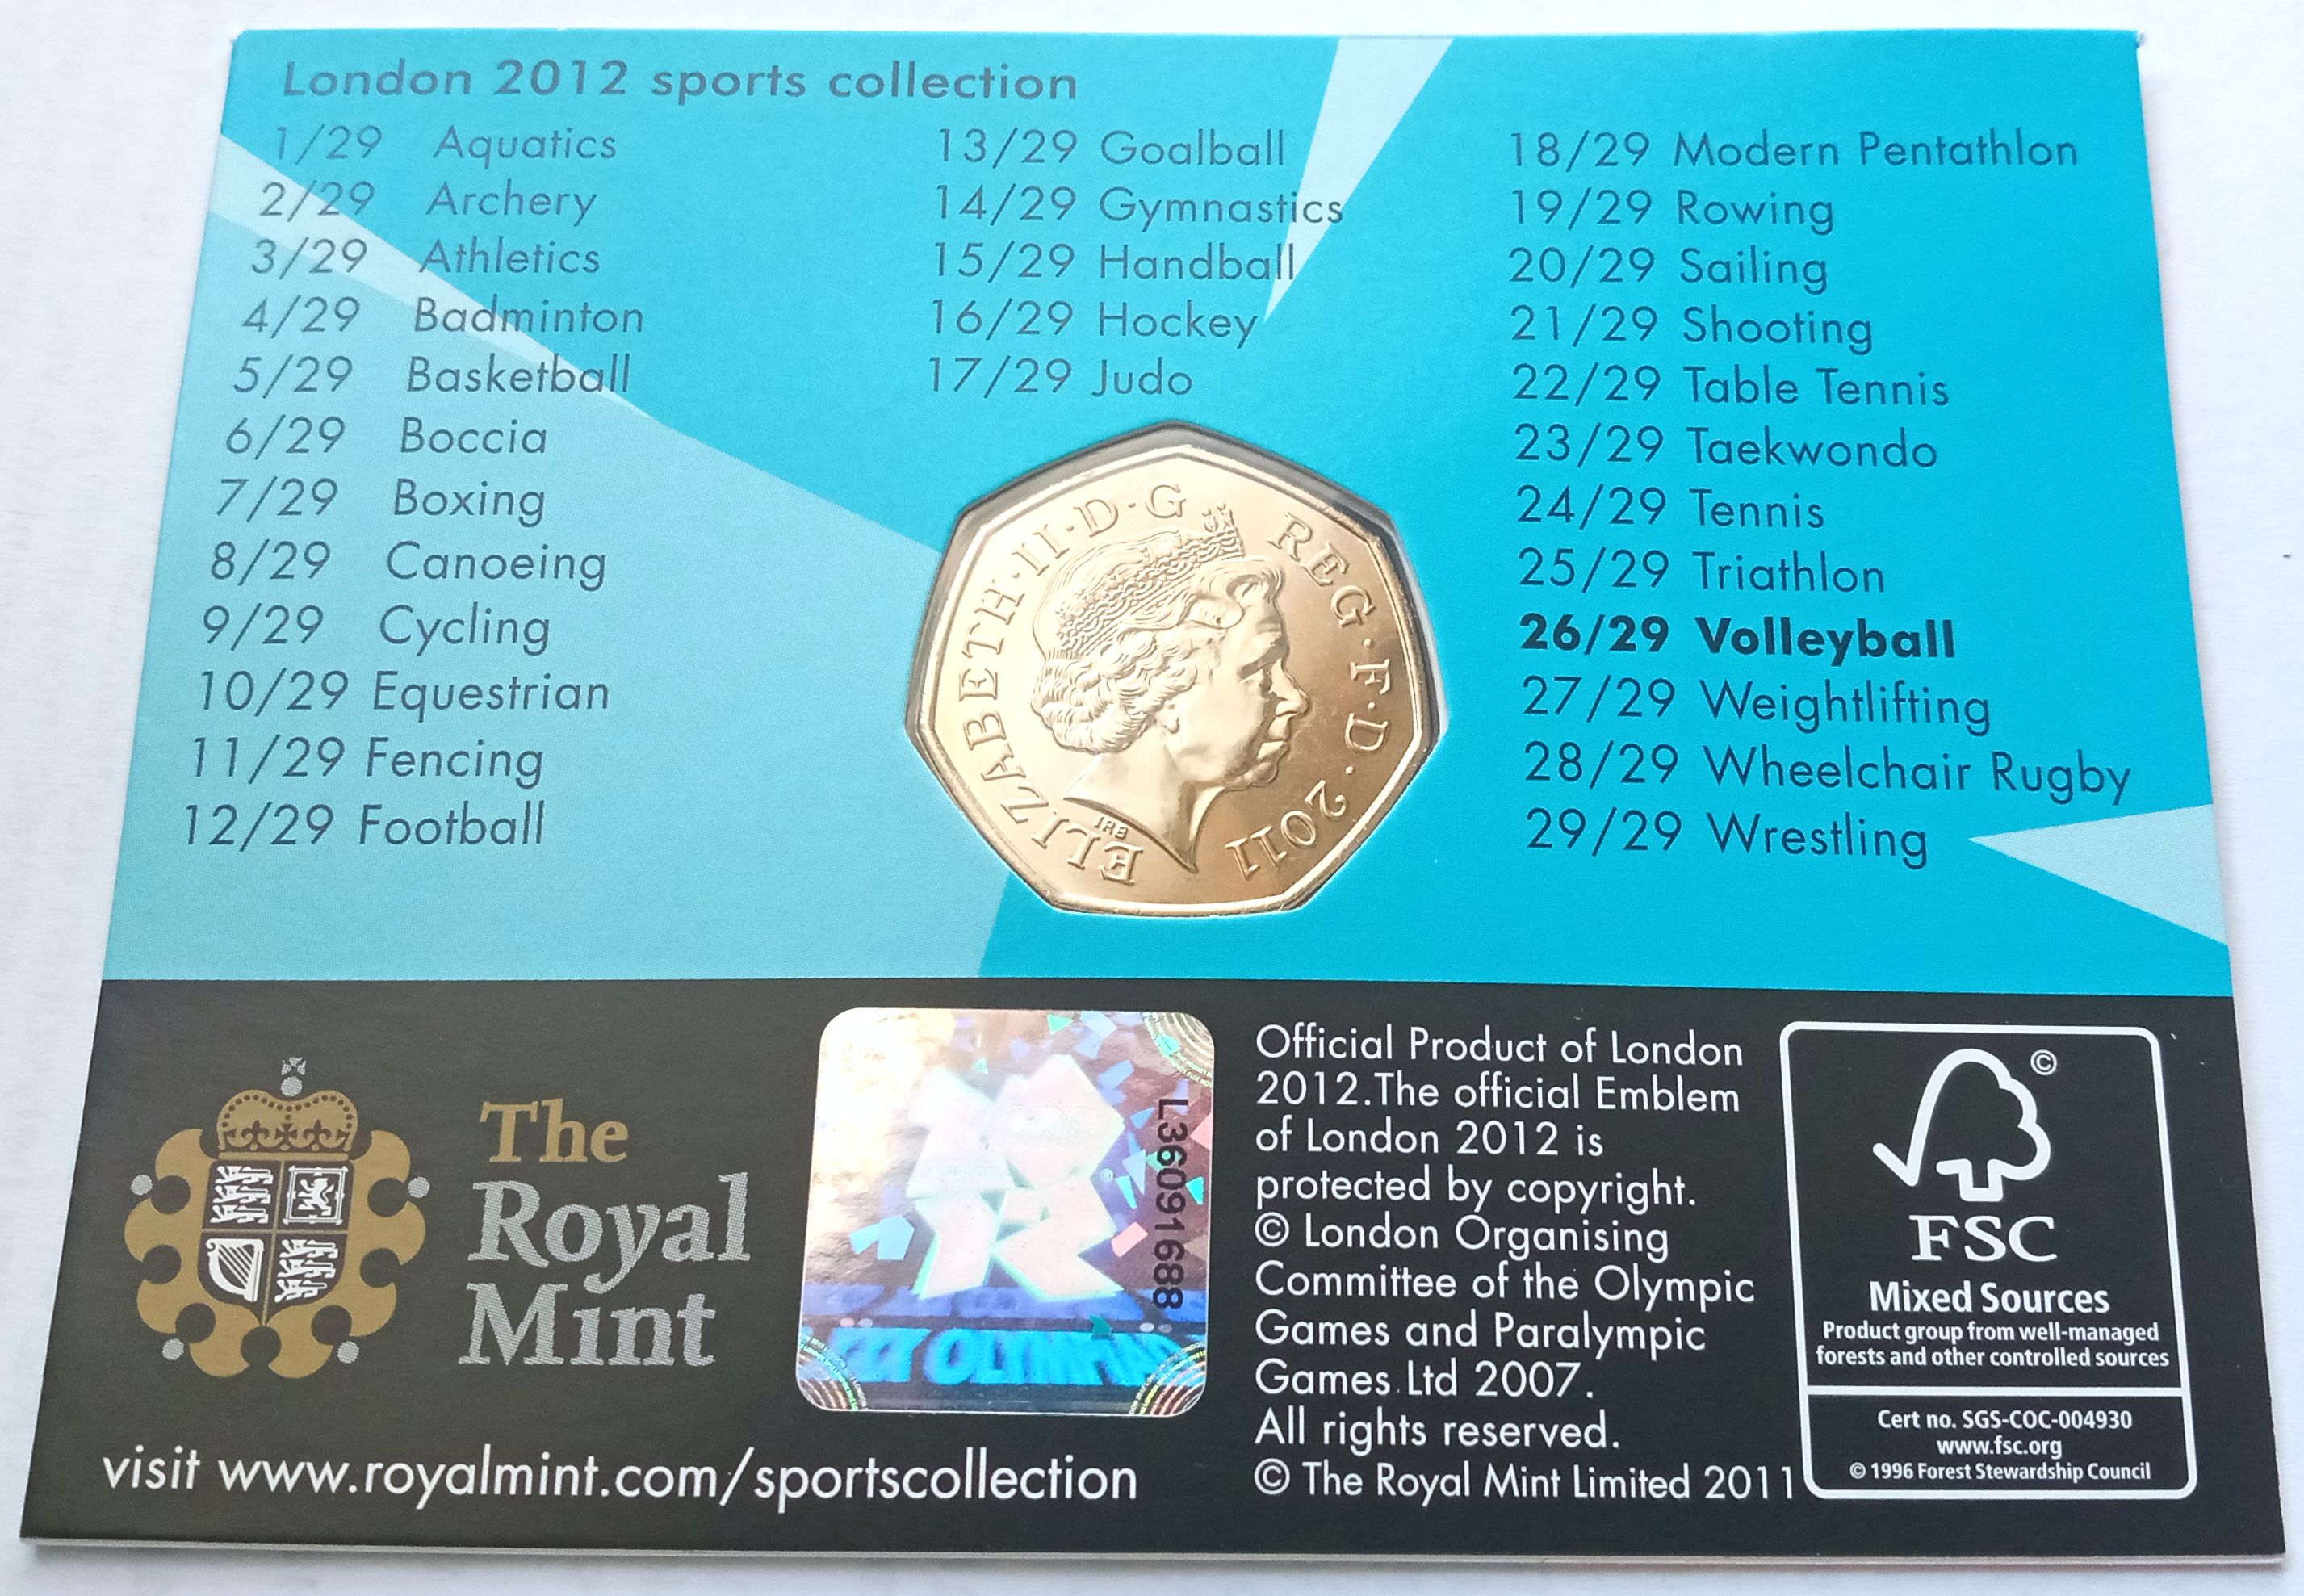 London 2012 sports collection
1/29 Aquatics
2/29 Archery
3/29 Athletics
4/29 Badminton
5/29 Basketball
6/29 Boccia
7/29 Boxing
8/29 Canoeing
9/29 Cycling
10/29 Equestrian
11/29 Fencing
12/29 Football
13/29 Goalball
14/29 Gymnastics
15/29 Handball
16/29 Hockey
17/29 Judo
ELIZABETH·II·D·G REG·F·D·2011
IRB
18/29 Modern Pentathlon
19/29 Rowing
20/29 Sailing
21/29 Shooting
22/29 Table Tennis
23/29 Taekwondo
24/29 Tennis
25/29 Triathlon
26/29 Volleyball
27/29 Weightlifting
28/29 Wheelchair Rugby
29/29 Wrestling
The
Royal
Mint
visit www.royalmint.com/sportscollection
L36091688
OLYMPIAD
Official Product of London
2012.The official Emblem
of London 2012 is
protected by copyright.
© London Organising
Committee of the Olympic
Games and Paralympic
Games Ltd 2007.
All rights reserved.
© The Royal Mint Limited 2011
©
FSC
Mixed Sources
Product group from well-managed
forests and other controlled sources
Cert no. SGS-COC-004930
www.fsc.org
© 1996 Forest Stewardship Council